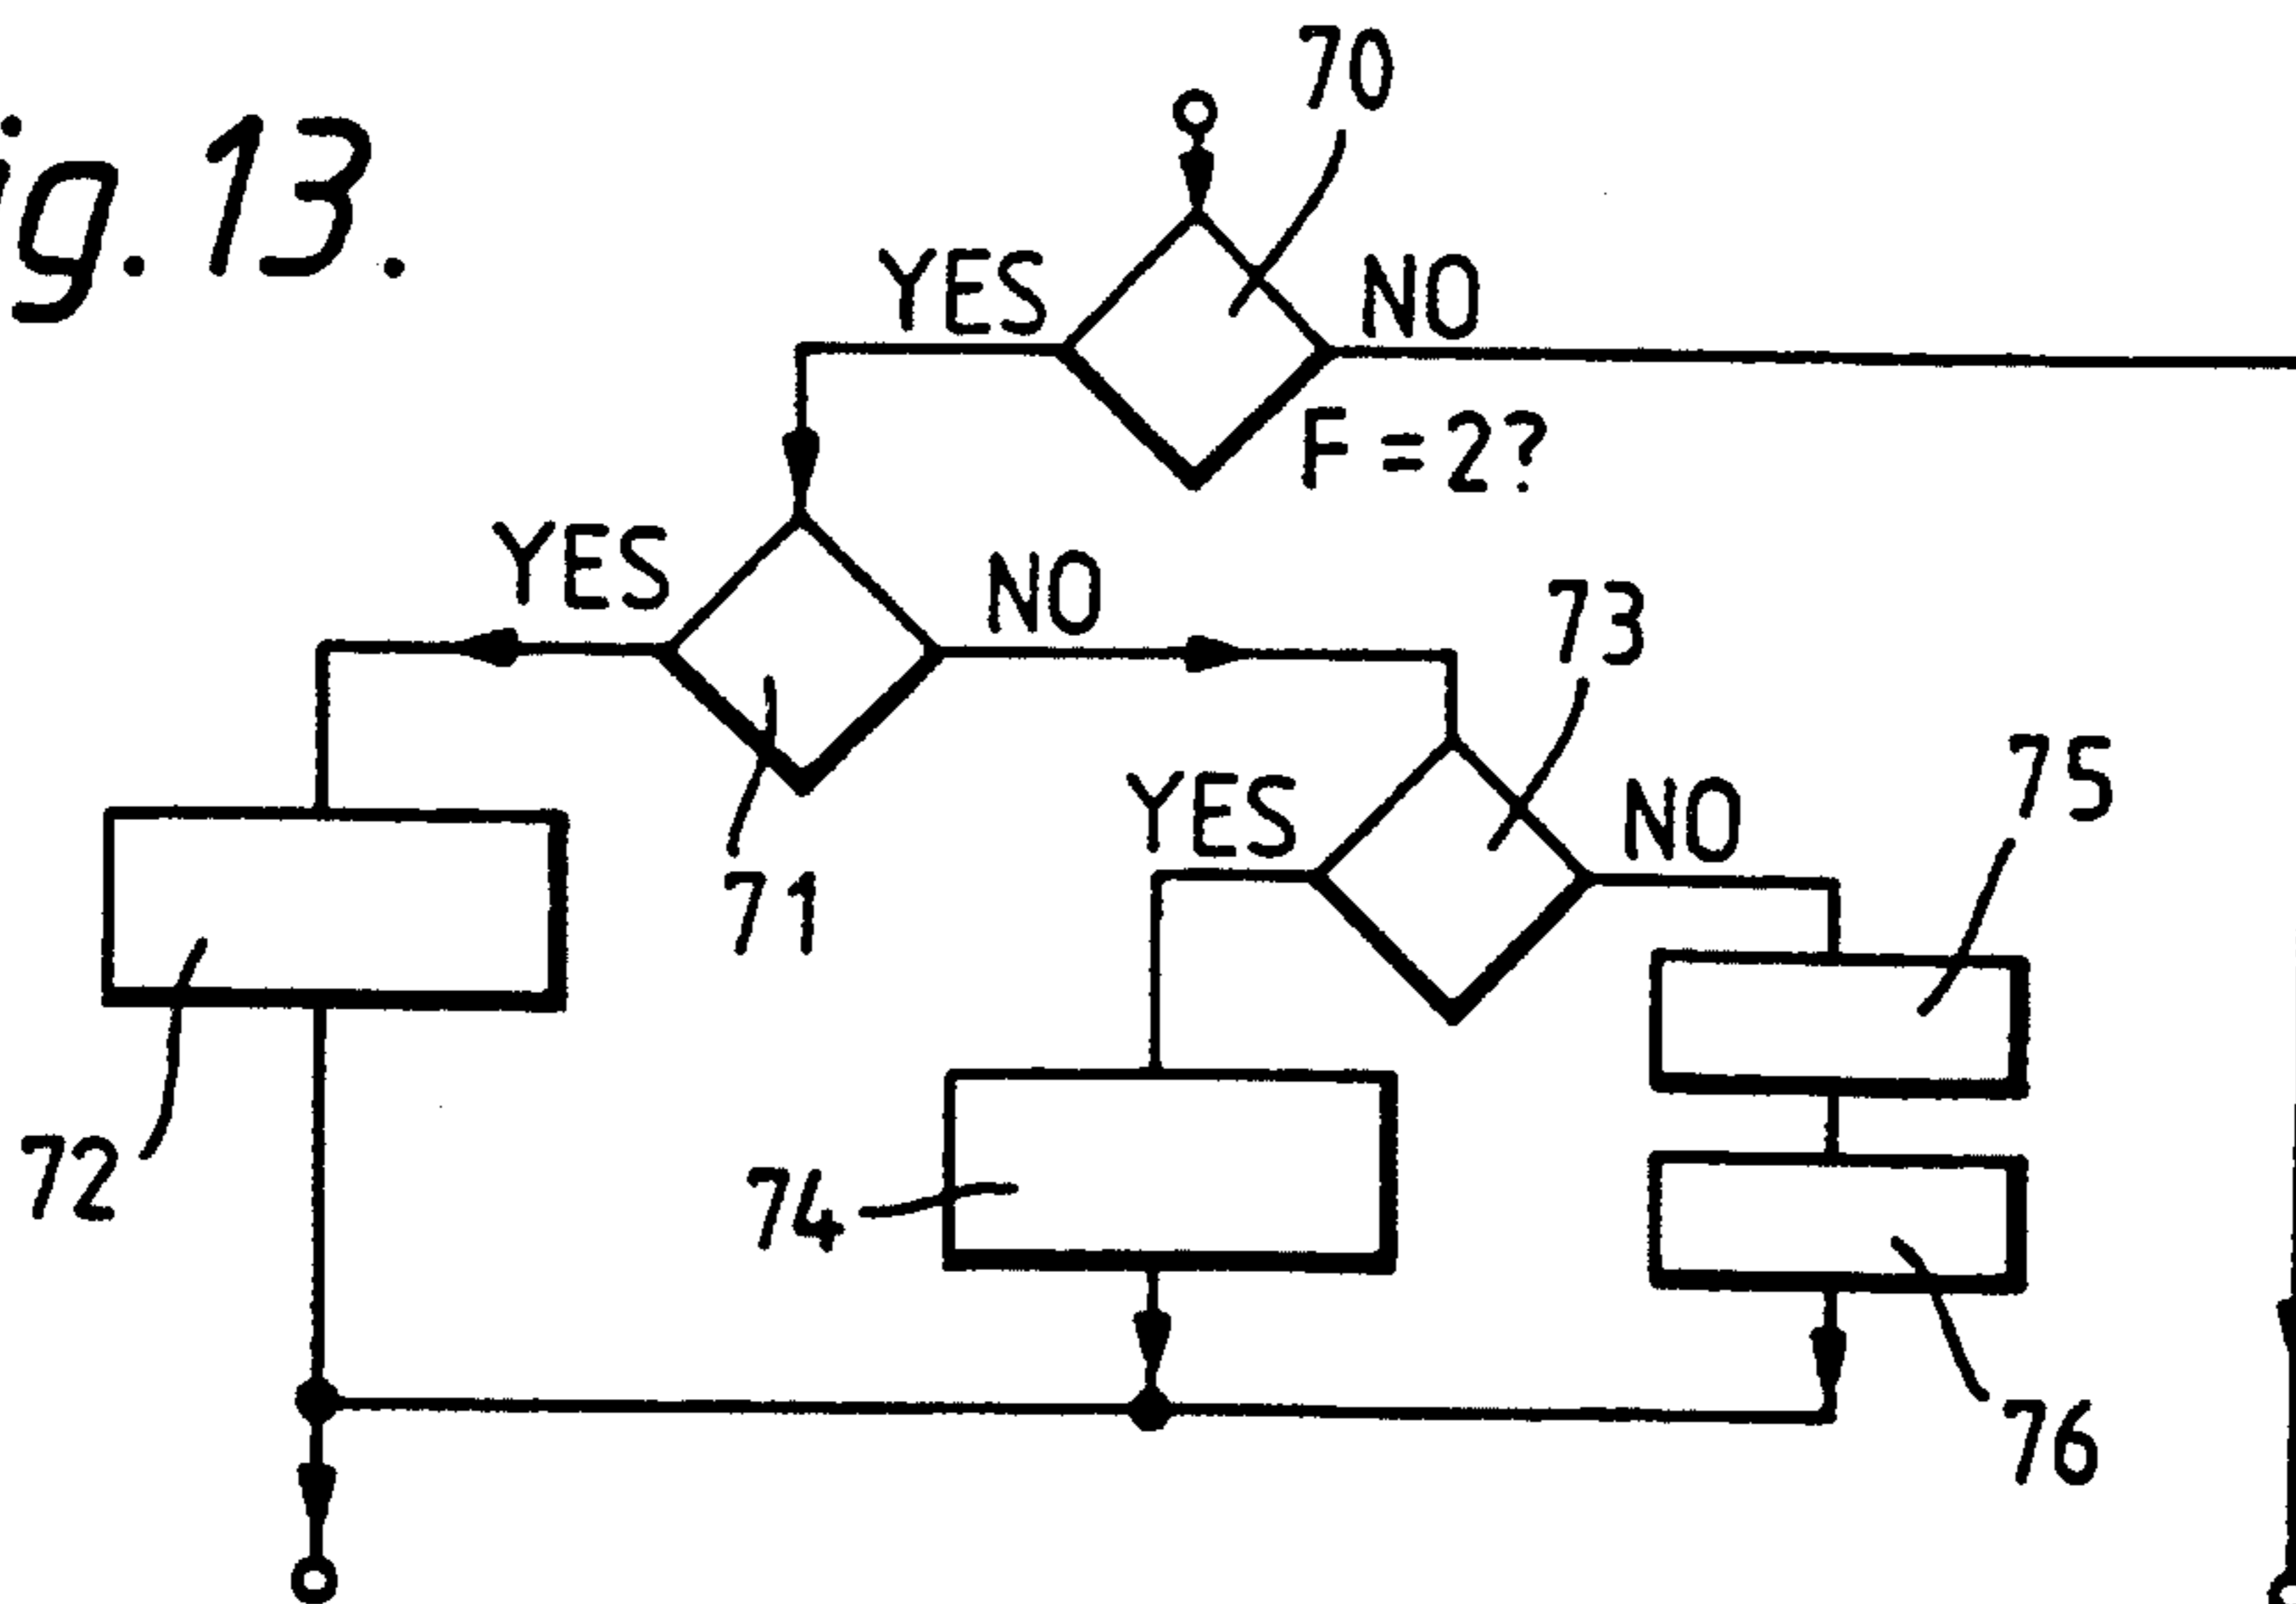 ig. 13.
70
YES
NO
F = 2?
YES
NO
73
71
YES
NO
75
72
74
76